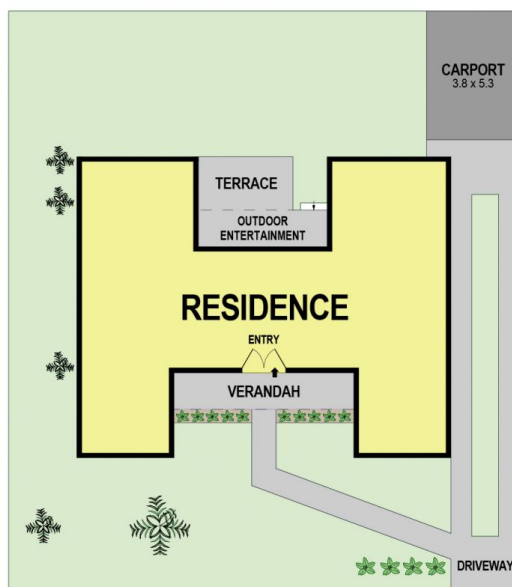 CARPORT
3.8 x 5.3
TERRACE
OUTDOOR
ENTERTAINMENT
RESIDENCE
ENTRY
VERANDAH
DRIVEWAY